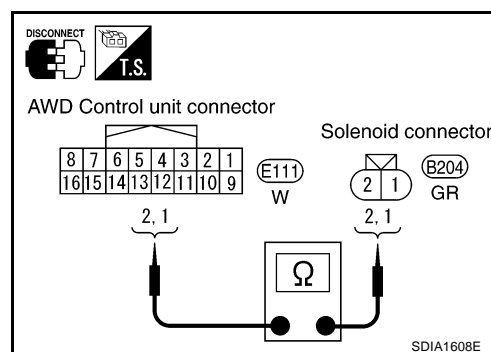 DISCONNECT
T.S.
AWD Control unit connector
Solenoid connector
8 7 6 5 4 3 2 1
16 15 14 13 12 11 10 9
E111
W
2 1
B204
GR
2, 1
2, 1
Ω
SDIA1608E